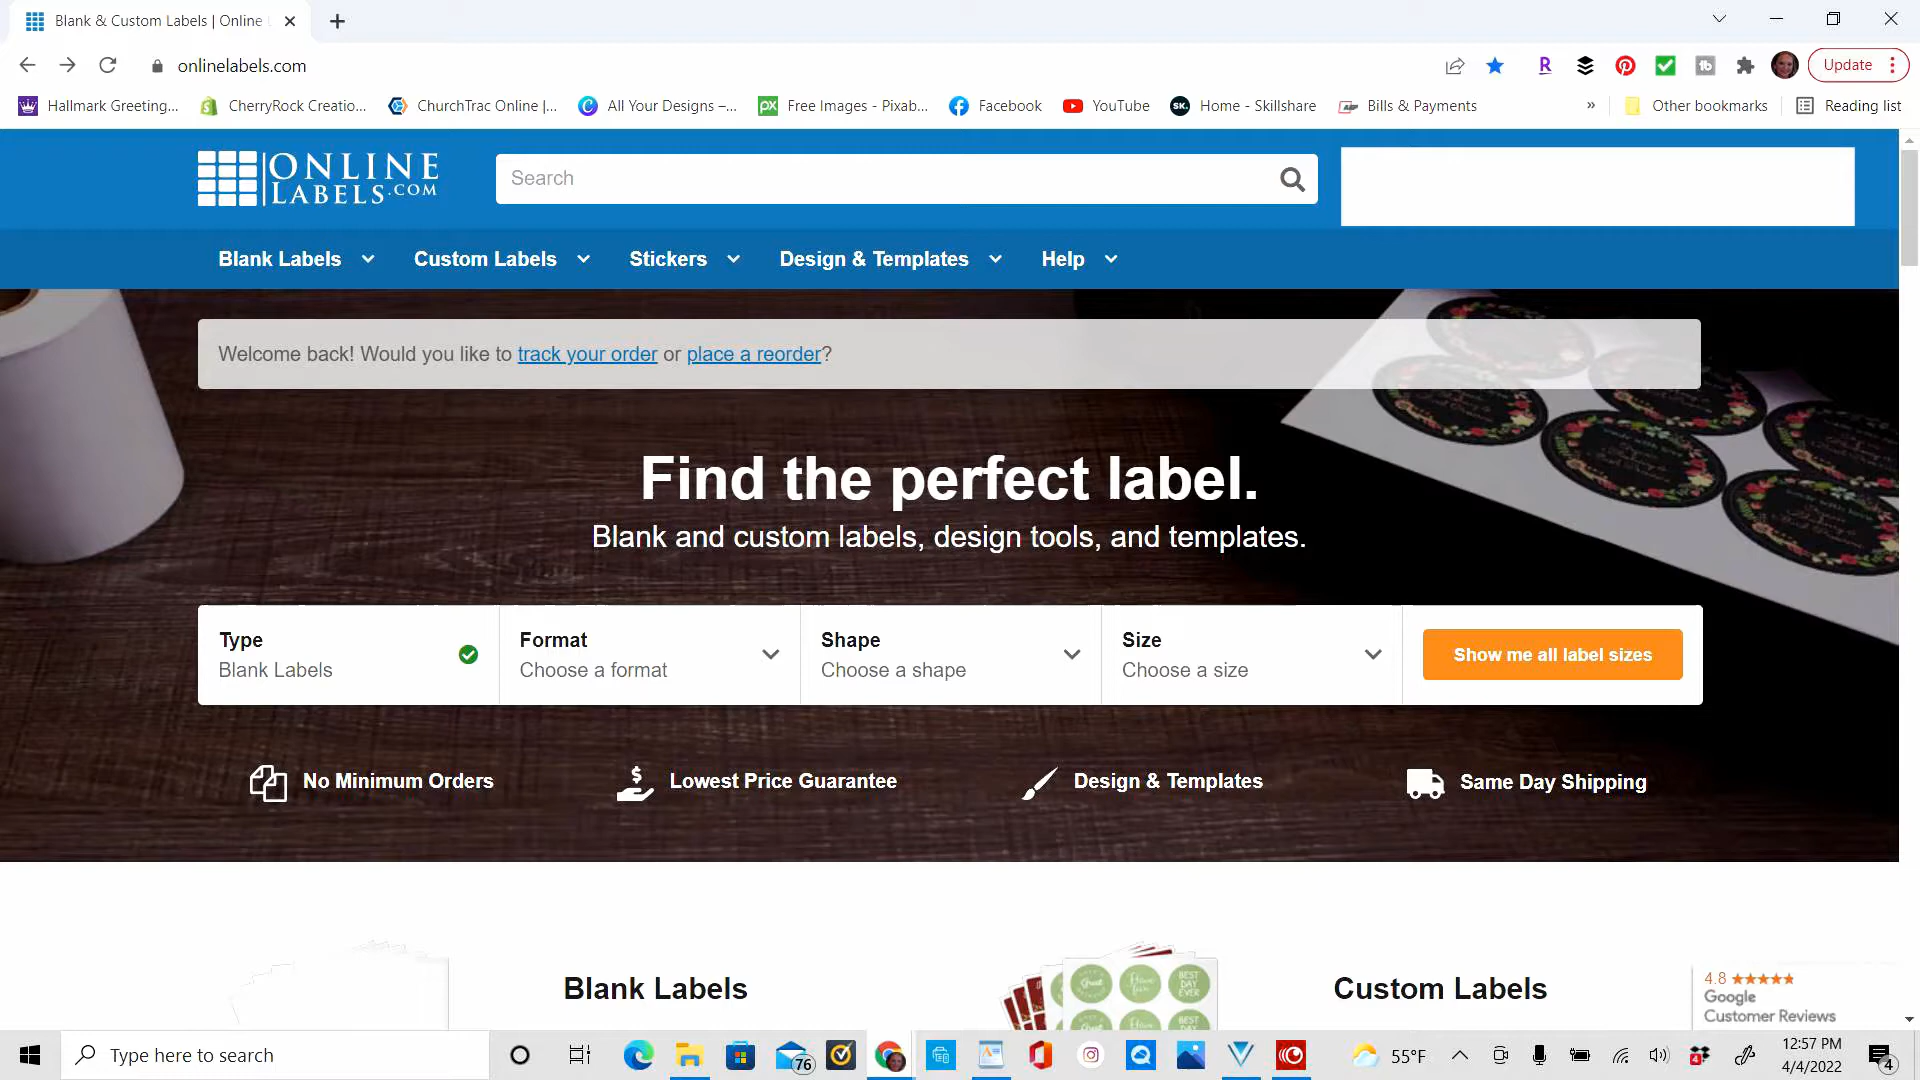 Blank & Custom Labels | Online
onlinelabels.com
Update
Hallmark Greeting...
CherryRock Creatio...
ChurchTrac Online |...
All Your Designs –...
Free Images - Pixab...
Facebook
YouTube
Home - Skillshare
Bills & Payments
»
Other bookmarks
Reading list
ONLINE
LABELS.COM
Search
Blank Labels
Custom Labels
Stickers
Design & Templates
Help
Welcome back! Would you like to track your order or place a reorder?
Find the perfect label.
Blank and custom labels, design tools, and templates.
Type
Blank Labels
Format
Choose a format
Shape
Choose a shape
Size
Choose a size
Show me all label sizes
No Minimum Orders
Lowest Price Guarantee
Design & Templates
Same Day Shipping
Blank Labels
BEST
DAY
EVER
BEST
DAY
Custom Labels
4.8
Google
Customer Reviews
Type here to search
76
55°F
12:57 PM
4/4/2022
4